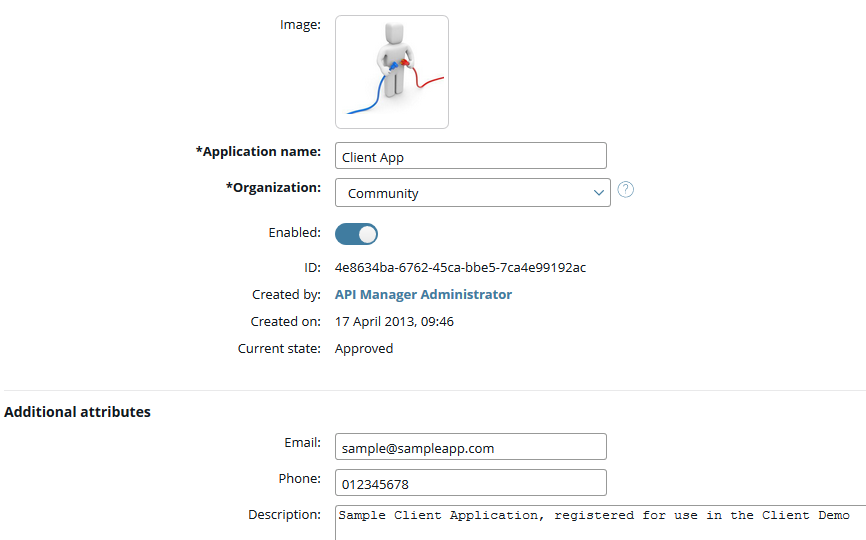 Image:
*Application name: Client App
*Organization: Community ?
Enabled:
ID: 4e8634ba-6762-45ca-bbe5-7ca4e99192ac
Created by: API Manager Administrator
Created on: 17 April 2013, 09:46
Current state: Approved
Additional attributes
Email: sample@sampleapp.com
Phone: 012345678
Description: Sample Client Application, registered for use in the Client Demo